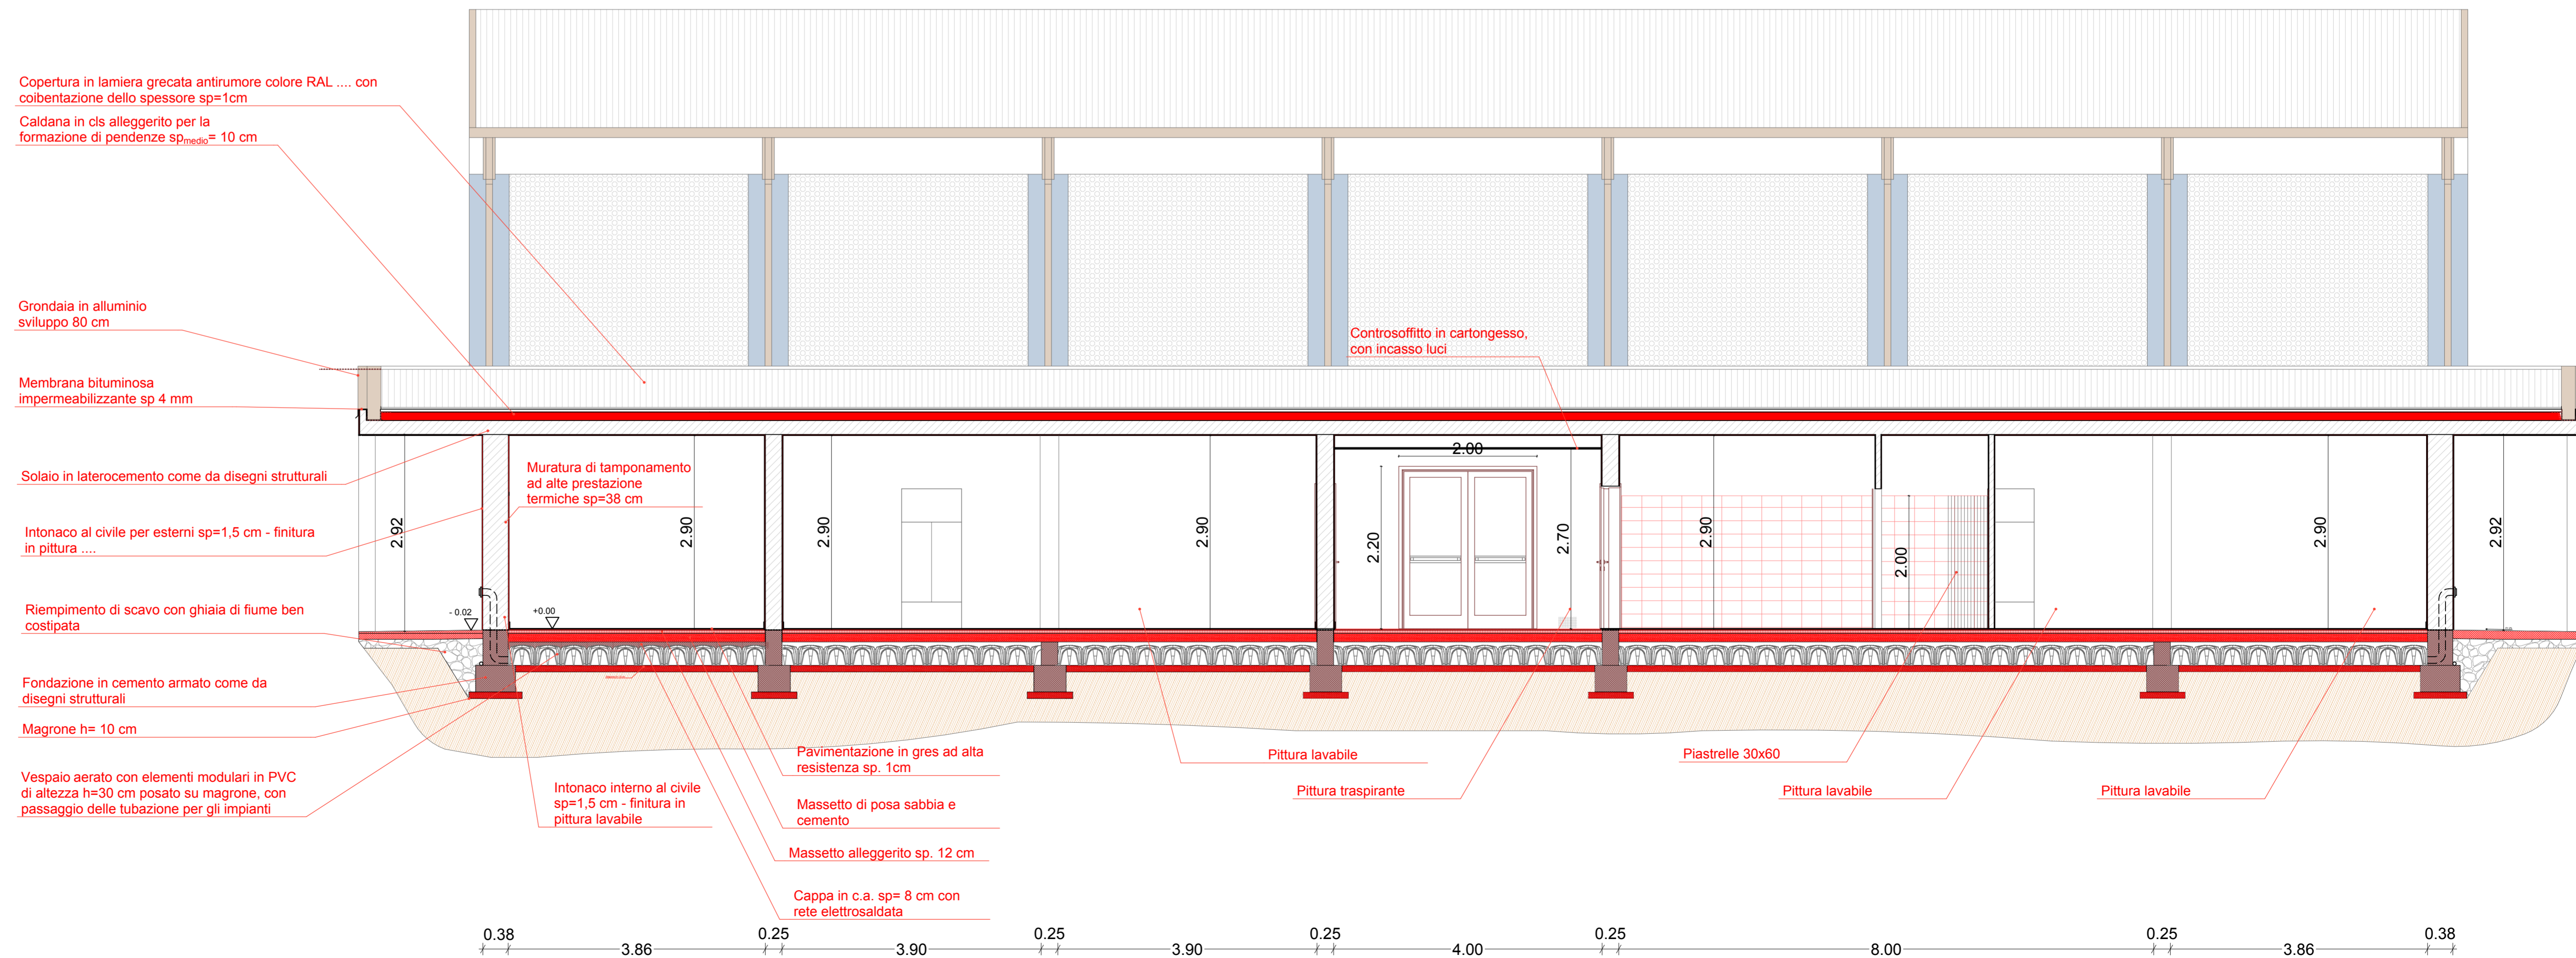 Copertura in lamiera grecata antirumore colore RAL .... con
coibentazione dello spessore sp=1cm
Caldana in cls alleggerito per la
formazione di pendenze spmedio= 10 cm
Grondaia in alluminio
sviluppo 80 cm
Membrana bituminosa
impermeabilizzante sp 4 mm
Solaio in laterocemento come da disegni strutturali
Intonaco al civile per esterni sp=1,5 cm - finitura
in pittura ....
Riempimento di scavo con ghiaia di fiume ben
costipata
Fondazione in cemento armato come da
disegni strutturali
Magrone h= 10 cm
Vespaio aerato con elementi modulari in PVC
di altezza h=30 cm posato su magrone, con
passaggio delle tubazione per gli impianti
Controsoffitto in cartongesso,
con incasso luci
Muratura di tamponamento
ad alte prestazione
termiche sp=38 cm
2.00
2.92
2.90
2.90
2.90
2.20
2.70
2.90
2.00
2.90
2.92
- 0.02
+0.00
Intonaco interno al civile
sp=1,5 cm - finitura in
pittura lavabile
Pavimentazione in gres ad alta
resistenza sp. 1cm
Massetto di posa sabbia e
cemento
Massetto alleggerito sp. 12 cm
Cappa in c.a. sp= 8 cm con
rete elettrosaldata
Pittura lavabile
Pittura traspirante
Piastrelle 30x60
Pittura lavabile
Pittura lavabile
0.38
3.86
0.25
3.90
0.25
3.90
0.25
4.00
0.25
8.00
0.25
3.86
0.38